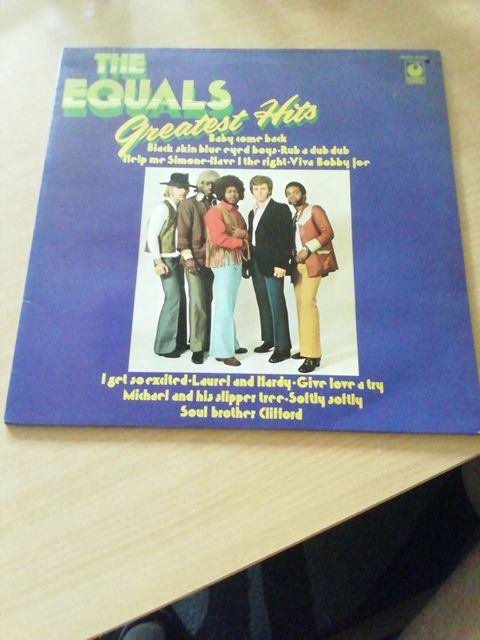 THE
EQUALS
Greatest Hits
Baby come back
Black skin blue eyed boys•Rub a dub dub
Help me Simone•Have I the right•Viva Bobby Joe
I get so excited•Laurel and Hardy•Give love a try
Michael and his slipper tree•Softly softly
Soul brother Clifford